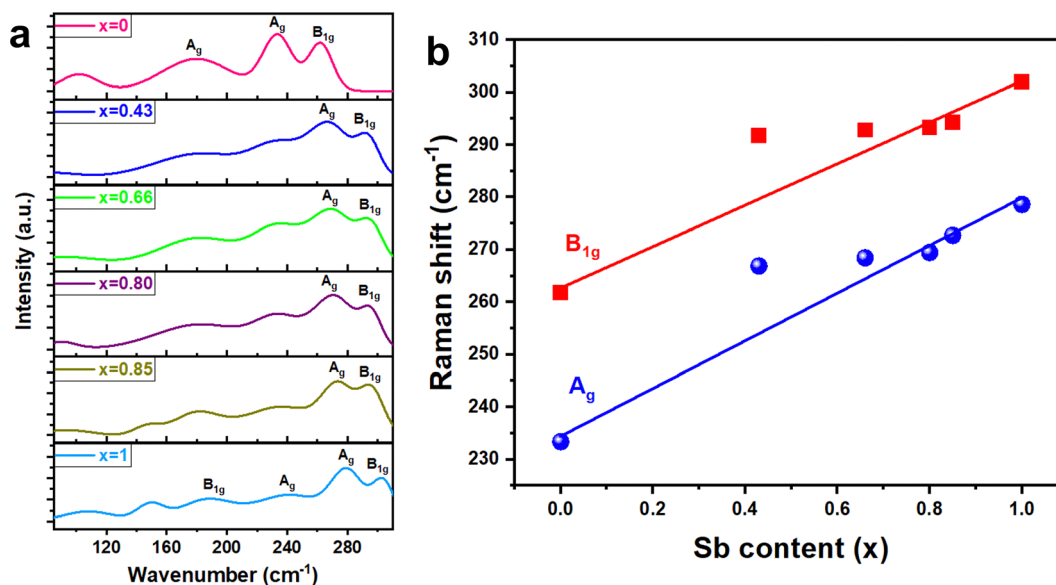 a
x=0
Ag
Ag
B1g
x=0.43
Ag
B1g
x=0.66
Ag
B1g
x=0.80
Ag
B1g
x=0.85
Ag
B1g
x=1
B1g
Ag
Ag
B1g
Intensity (a.u.)
120 160 200 240 280
Wavenumber (cm-1)
b
310
300
290
280
270
260
250
240
230
B1g
Ag
Raman shift (cm-1)
0.0 0.2 0.4 0.6 0.8 1.0
Sb content (x)